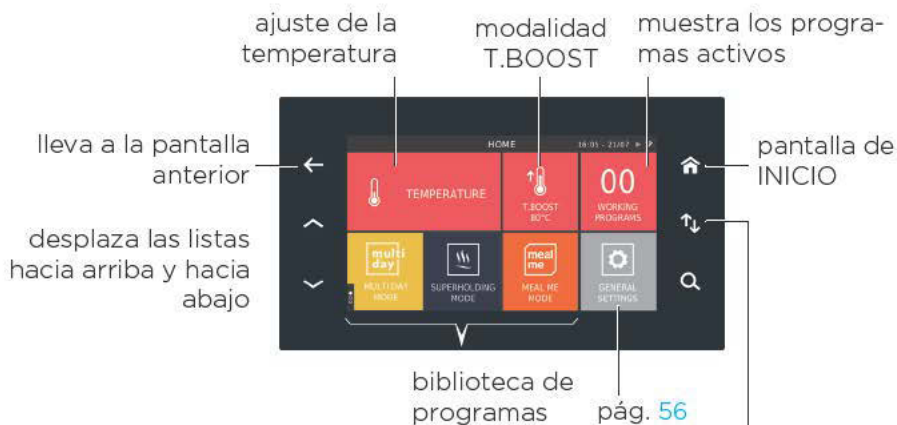 ajuste de la
temperatura
modalidad
T.BOOST
muestra los progra-
mas activos
lleva a la pantalla
anterior
desplaza las listas
hacia arriba y hacia
abajo
HOME
TEMPERATURE
T.BOOST
80°C
00
WORKING
PROGRAMS
multi
day
MULTI DAY
MODE
SUPERHOLDING
MODE
meal
me
MEAL ME
MODE
GENERAL
SETTINGS
pantalla de
INICIO
biblioteca de
programas
pág. 56